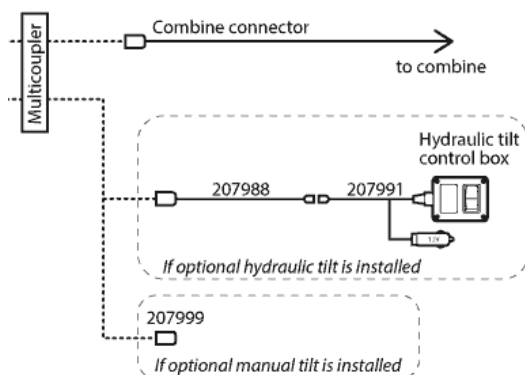 Multicoupler
Combine connector
to combine
Hydraulic tilt
control box
207988
207991
12V
If optional hydraulic tilt is installed
207999
If optional manual tilt is installed